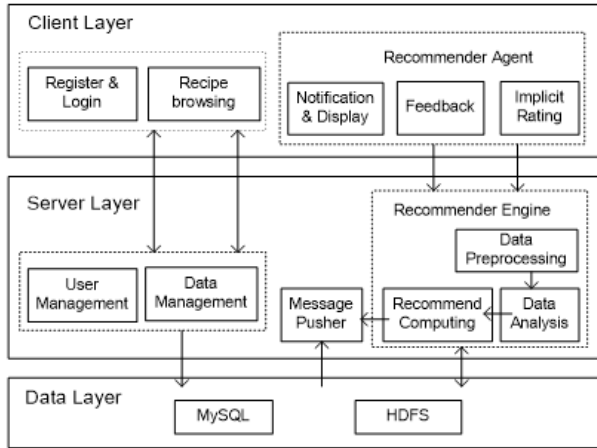 Client Layer
Recommender Agent
Register &
Login
Recipe
browsing
Notification
& Display
Feedback
Implicit
Rating
Server Layer
Recommender Engine
Data
Preprocessing
User
Management
Data
Management
Message
Pusher
Recommend
Computing
Data
Analysis
Data Layer
MySQL
HDFS